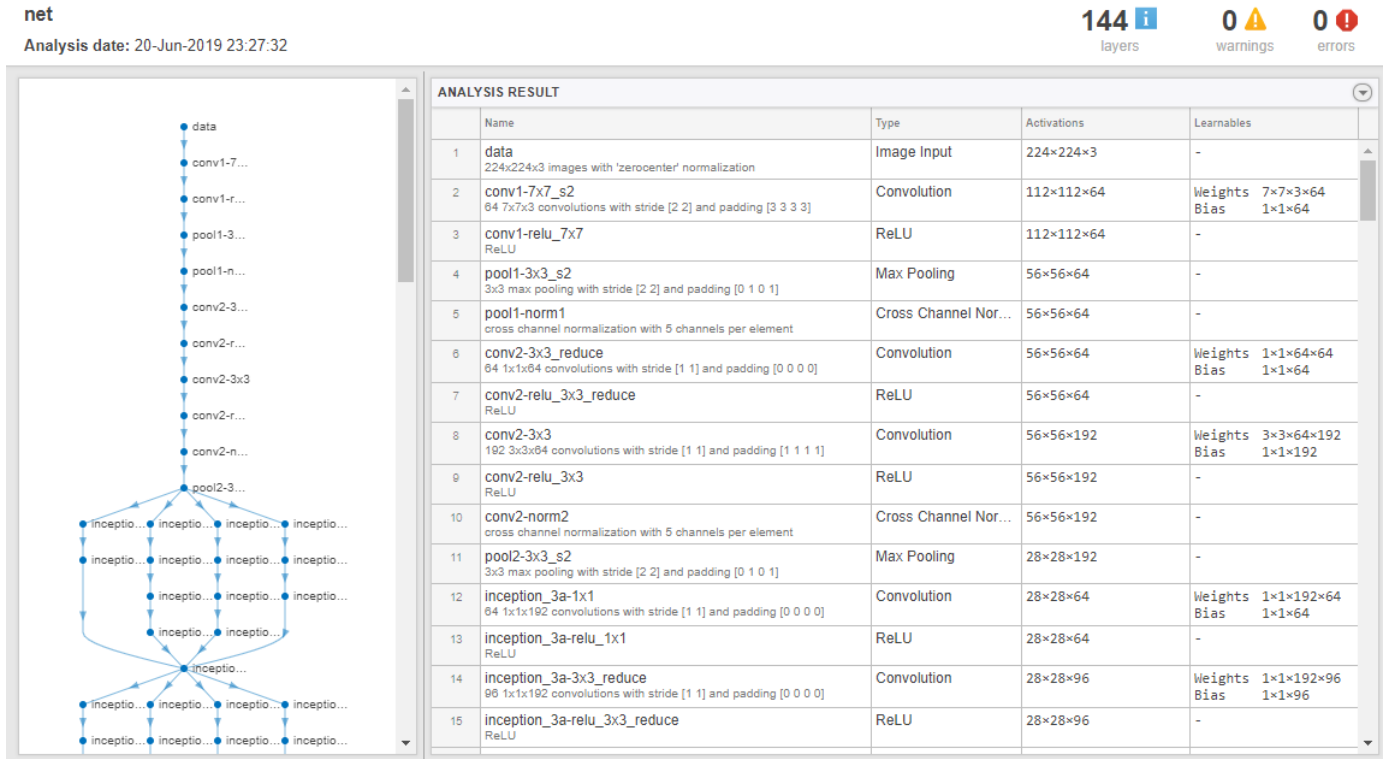 net
Analysis date: 20-Jun-2019 23:27:32
144 i
layers
0
warnings
0
errors
data
conv1-7...
conv1-r...
pool1-3...
pool1-n...
conv2-3...
conv2-r...
conv2-3x3
conv2-r...
conv2-n...
pool2-3...
inceptio... inceptio... inceptio... inceptio...
inceptio... inceptio... inceptio... inceptio...
inceptio... inceptio... inceptio...
inceptio... inceptio...
inceptio...
inceptio... inceptio... inceptio... inceptio...
inceptio... inceptio... inceptio... inceptio...
ANALYSIS RESULT
Name Type Activations Learnables
1 data Image Input 224×224×3 -
224x224x3 images with 'zerocenter' normalization
2 conv1-7x7_s2 Convolution 112×112×64 Weights 7×7×3×64
64 7x7x3 convolutions with stride [2 2] and padding [3 3 3 3] Bias 1×1×64
3 conv1-relu_7x7 ReLU 112×112×64 -
ReLU
4 pool1-3x3_s2 Max Pooling 56×56×64 -
3x3 max pooling with stride [2 2] and padding [0 1 0 1]
5 pool1-norm1 Cross Channel Nor... 56×56×64 -
cross channel normalization with 5 channels per element
6 conv2-3x3_reduce Convolution 56×56×64 Weights 1×1×64×64
64 1x1x64 convolutions with stride [1 1] and padding [0 0 0 0] Bias 1×1×64
7 conv2-relu_3x3_reduce ReLU 56×56×64 -
ReLU
8 conv2-3x3 Convolution 56×56×192 Weights 3×3×64×192
192 3x3x64 convolutions with stride [1 1] and padding [1 1 1 1] Bias 1×1×192
9 conv2-relu_3x3 ReLU 56×56×192 -
ReLU
10 conv2-norm2 Cross Channel Nor... 56×56×192 -
cross channel normalization with 5 channels per element
11 pool2-3x3_s2 Max Pooling 28×28×192 -
3x3 max pooling with stride [2 2] and padding [0 1 0 1]
12 inception_3a-1x1 Convolution 28×28×64 Weights 1×1×192×64
64 1x1x192 convolutions with stride [1 1] and padding [0 0 0 0] Bias 1×1×64
13 inception_3a-relu_1x1 ReLU 28×28×64 -
ReLU
14 inception_3a-3x3_reduce Convolution 28×28×96 Weights 1×1×192×96
96 1x1x192 convolutions with stride [1 1] and padding [0 0 0 0] Bias 1×1×96
15 inception_3a-relu_3x3_reduce ReLU 28×28×96 -
ReLU